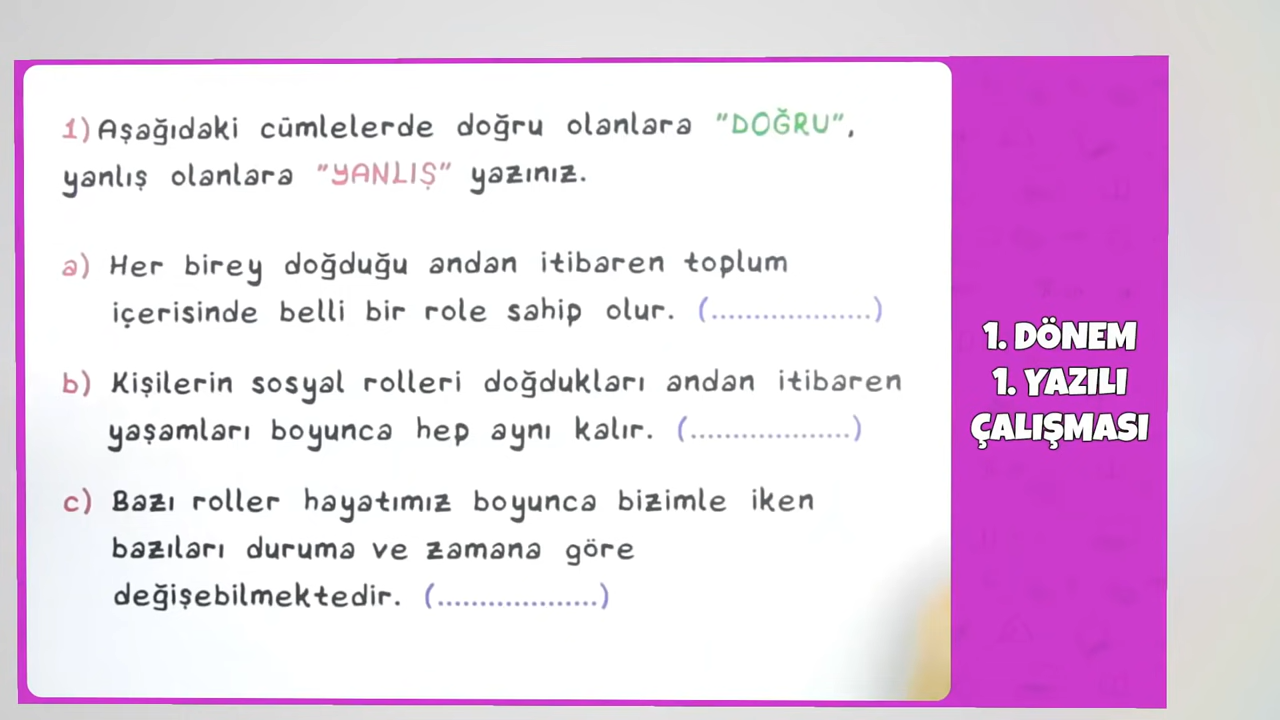 1) Aşağıdaki cümlelerde doğru olanlara "DOĞRU",
yanlış olanlara "YANLIŞ" yazınız.
a) Her birey doğduğu andan itibaren toplum
içerisinde belli bir role sahip olur. (...................)
b) Kişilerin sosyal rolleri doğdukları andan itibaren
yaşamları boyunca hep aynı kalır. (...................)
c) Bazı roller hayatımız boyunca bizimle iken
bazıları duruma ve zamana göre
değişebilmektedir. (...................)
1. DÖNEM
1. YAZILI
ÇALIŞMASI